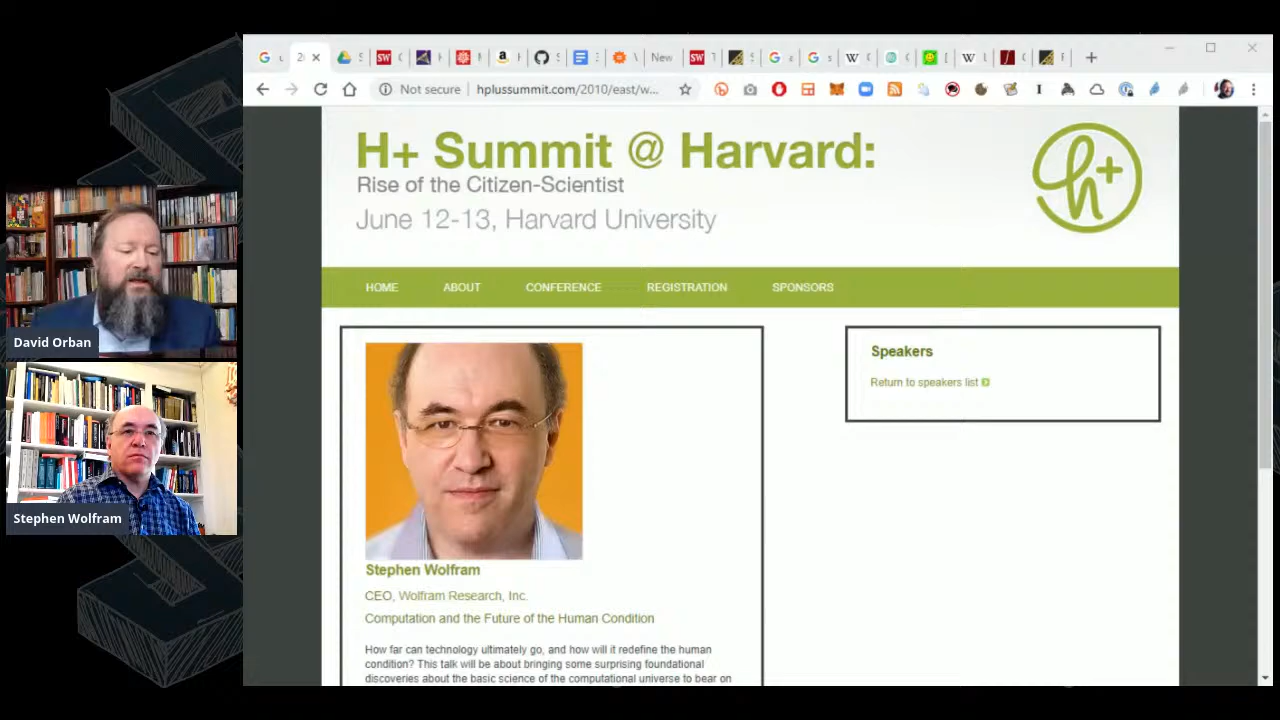 Not secure
hplussummit.com/2010/east/w...
New
H+ Summit @ Harvard:
Rise of the Citizen-Scientist
June 12-13, Harvard University
h+
HOME
ABOUT
CONFERENCE
REGISTRATION
SPONSORS
David Orban
Stephen Wolfram
Stephen Wolfram
CEO, Wolfram Research, Inc.
Computation and the Future of the Human Condition
How far can technology ultimately go, and how will it redefine the human
condition? This talk will be about bringing some surprising foundational
discoveries about the basic science of the computational universe to bear on
Speakers
Return to speakers list